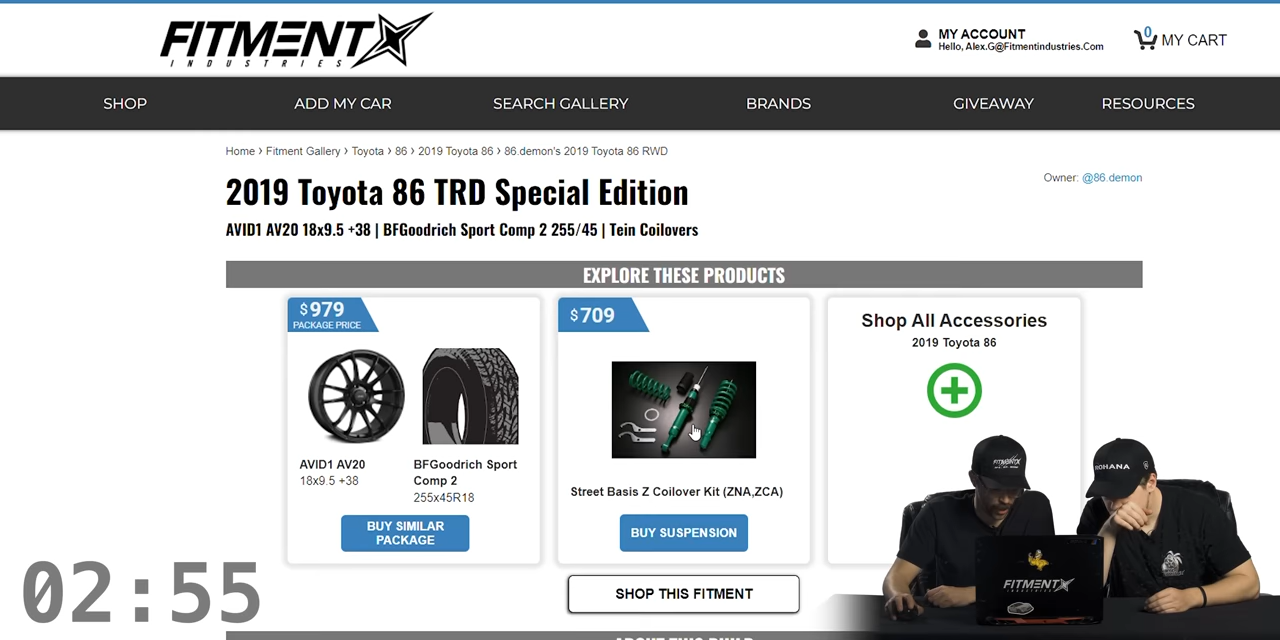 FITMENT
INDUSTRIES
MY ACCOUNT
Hello, Alex.G@Fitmentindustries.Com
0
MY CART
SHOP
ADD MY CAR
SEARCH GALLERY
BRANDS
GIVEAWAY
RESOURCES
Home › Fitment Gallery › Toyota › 86 › 2019 Toyota 86 › 86.demon's 2019 Toyota 86 RWD
Owner: @86.demon
2019 Toyota 86 TRD Special Edition
AVID1 AV20 18x9.5 +38 | BFGoodrich Sport Comp 2 255/45 | Tein Coilovers
EXPLORE THESE PRODUCTS
$979
PACKAGE PRICE
AVID1 AV20
18x9.5 +38
BFGoodrich Sport
Comp 2
255x45R18
BUY SIMILAR
PACKAGE
$709
Street Basis Z Coilover Kit (ZNA,ZCA)
BUY SUSPENSION
Shop All Accessories
2019 Toyota 86
SHOP THIS FITMENT
ABOUT THIS BUILD
02:55
FITMENT
ROHANA
FITMENT
INDUSTRIES